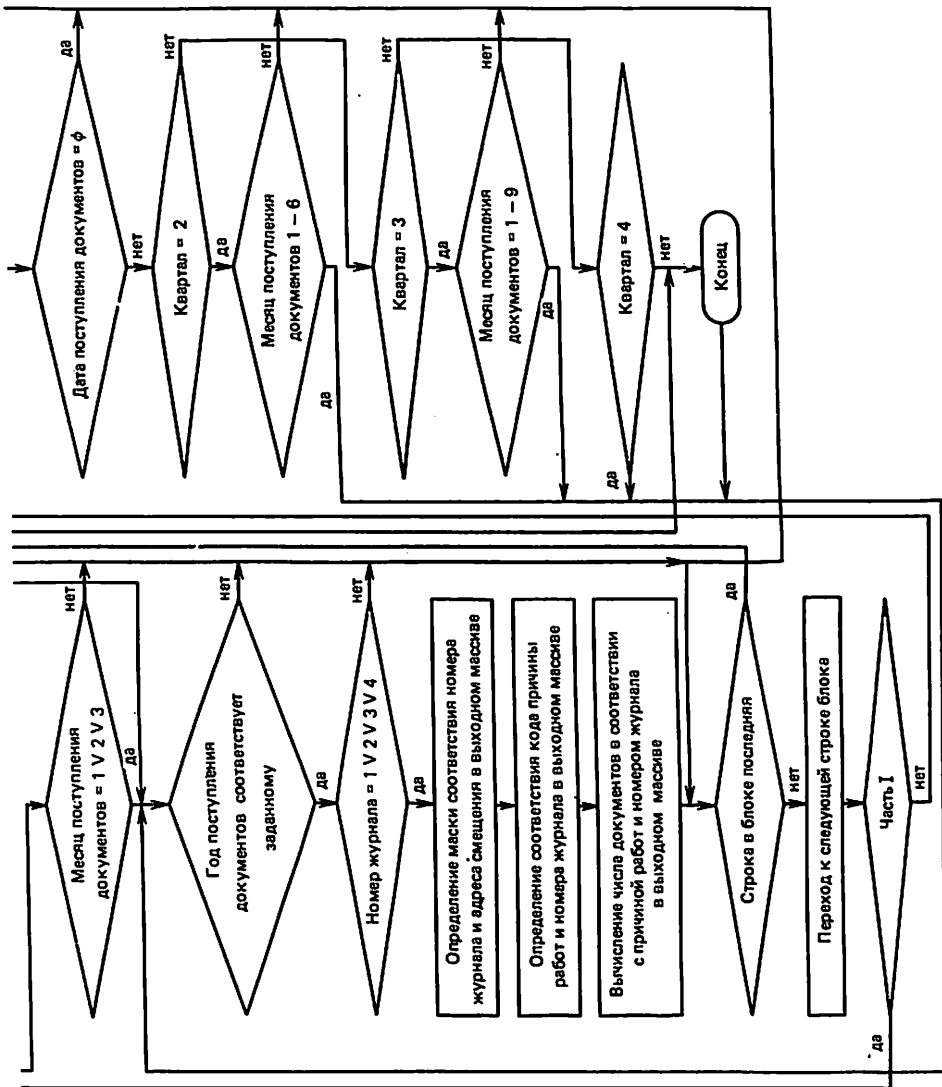 Месяц поступления
документов = 1 V 2 V 3
нет
да
Год поступления
документов соответствует
заданному
нет
да
Номер журнала = 1 V 2 V 3 V 4
нет
да
Определение маски соответствия номера
журнала и адреса смещения в выходном массиве
Определение соответствия кода причины
работ и номера журнала в выходном массиве
Вычисление числа документов в соответствии
с причиной работ и номером журнала
в выходном массиве
Строка в блоке последняя
да
нет
Переход к следующей строке блока
Часть I
да
нет
Дата поступления документов = ф
да
нет
Квартал = 2
нет
да
Месяц поступления
документов 1 – 6
нет
да
Квартал = 3
нет
да
Месяц поступления
документов = 1 – 9
нет
да
Квартал = 4
да
нет
Конец